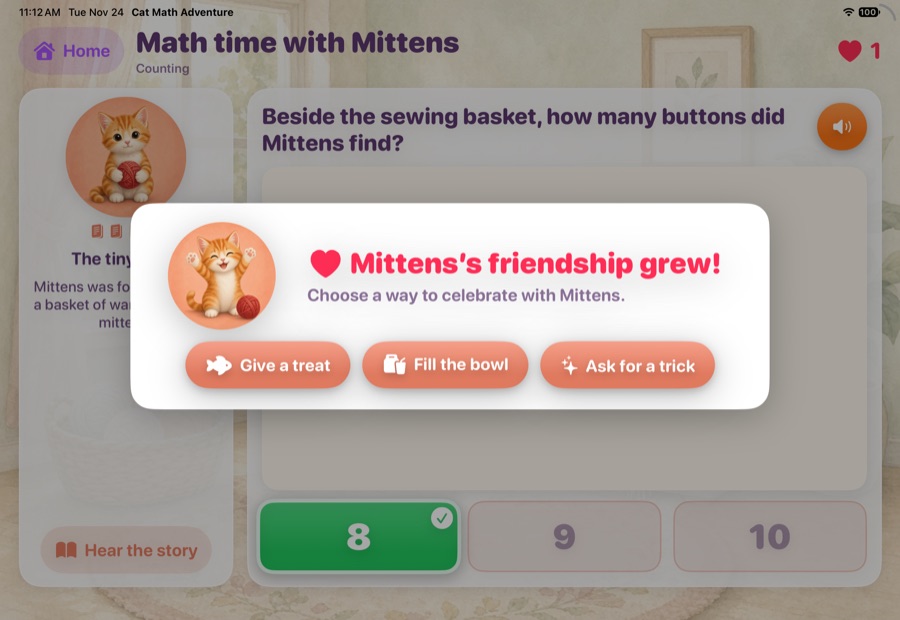 11:12 AM Tue Nov 24 Cat Math Adventure
100
Home
Math time with Mittens
Counting
1
Beside the sewing basket, how many buttons did
Mittens find?
The tiny
Mittens was fo
a basket of wa
mitte
Mittens's friendship grew!
Choose a way to celebrate with Mittens.
Give a treat
Fill the bowl
Ask for a trick
Hear the story
8
9
10